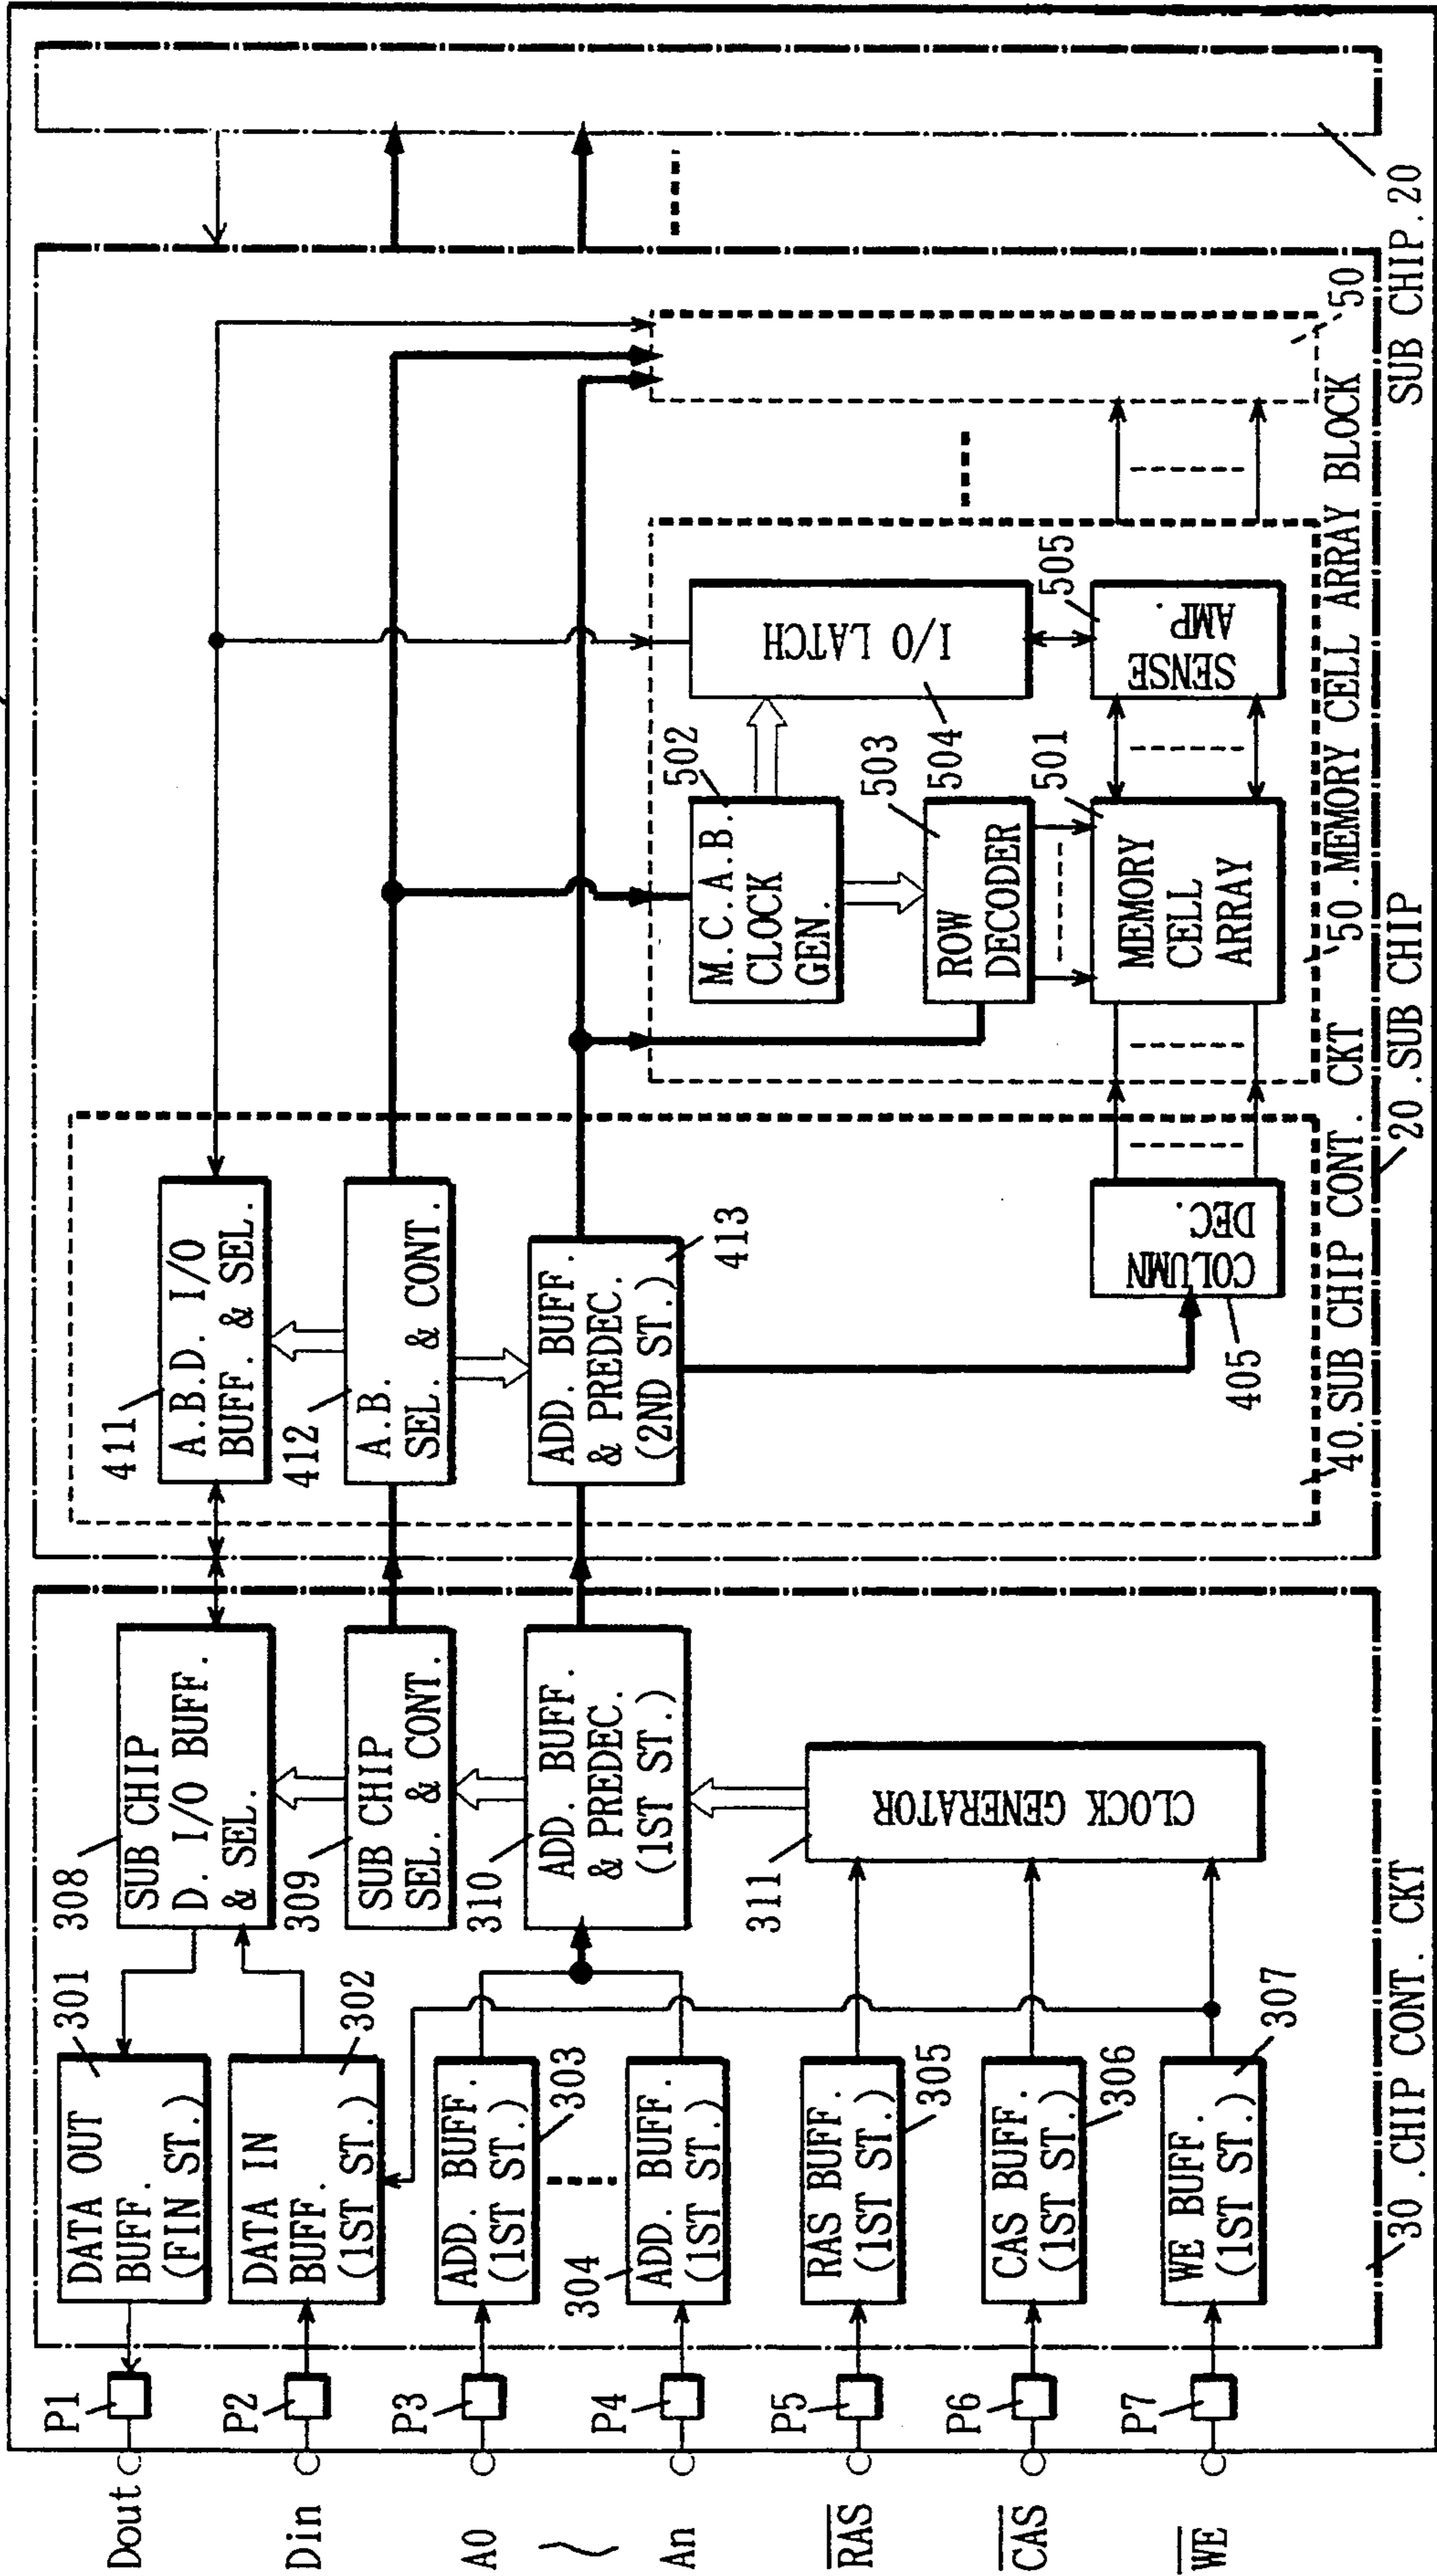 Dout
Din
A0
An
RAS
CAS
WE
P1
P2
P3
P4
P5
P6
P7
301
DATA OUT
BUFF.
(FIN ST.)
302
DATA IN
BUFF.
(1ST ST.)
303
ADD. BUFF.
(1ST ST.)
304
ADD. BUFF.
(1ST ST.)
305
RAS BUFF.
(1ST ST.)
306
CAS BUFF.
(1ST ST.)
307
WE BUFF.
(1ST ST.)
308
SUB CHIP
D. I/O BUFF.
& SEL.
309
SUB CHIP
SEL. & CONT.
310
ADD. BUFF.
& PREDEC.
(1ST ST.)
311
CLOCK GENERATOR
30.CHIP CONT. CKT
411
A.B.D. I/O
BUFF. & SEL.
412
A.B.
SEL. & CONT.
413
ADD. BUFF.
& PREDEC.
(2ND ST.)
405
COLUMN
DEC.
40.SUB CHIP CONT. CKT
502
M.C.A.B.
CLOCK
GEN.
503
ROW
DECODER
504
I/O LATCH
501
MEMORY
CELL
ARRAY
505
SENSE
AMP.
50.MEMORY CELL ARRAY BLOCK
50
20.SUB CHIP
SUB CHIP.20